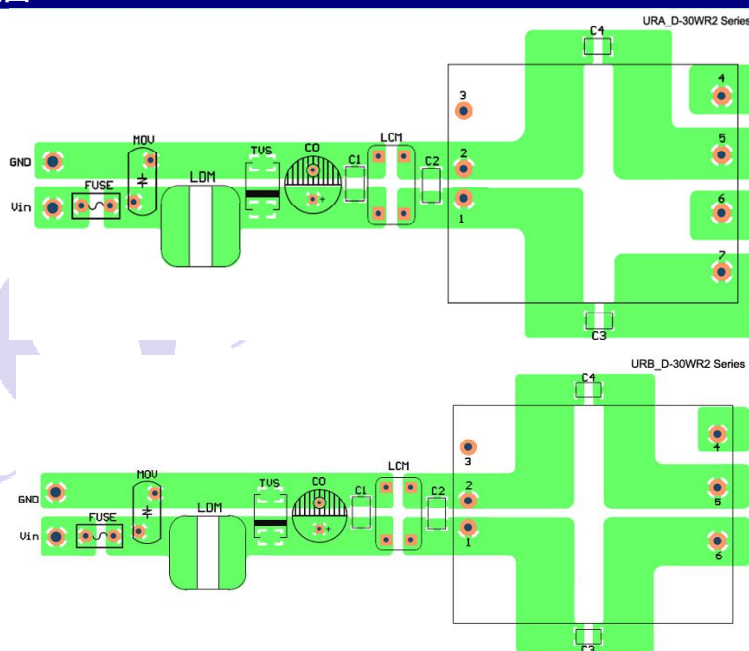 URA_D-30WR2 Series
C4
4
3
MOV
TVS
CO
LCM
5
GND
C1
C2
2
FUSE
LDM
6
Vin
+
1
7
C3
URB_D-30WR2 Series
C4
4
3
MOV
LCM
TVS
CO
C1
C2
2
5
GND
LDM
FUSE
Vin
+
1
6
C3